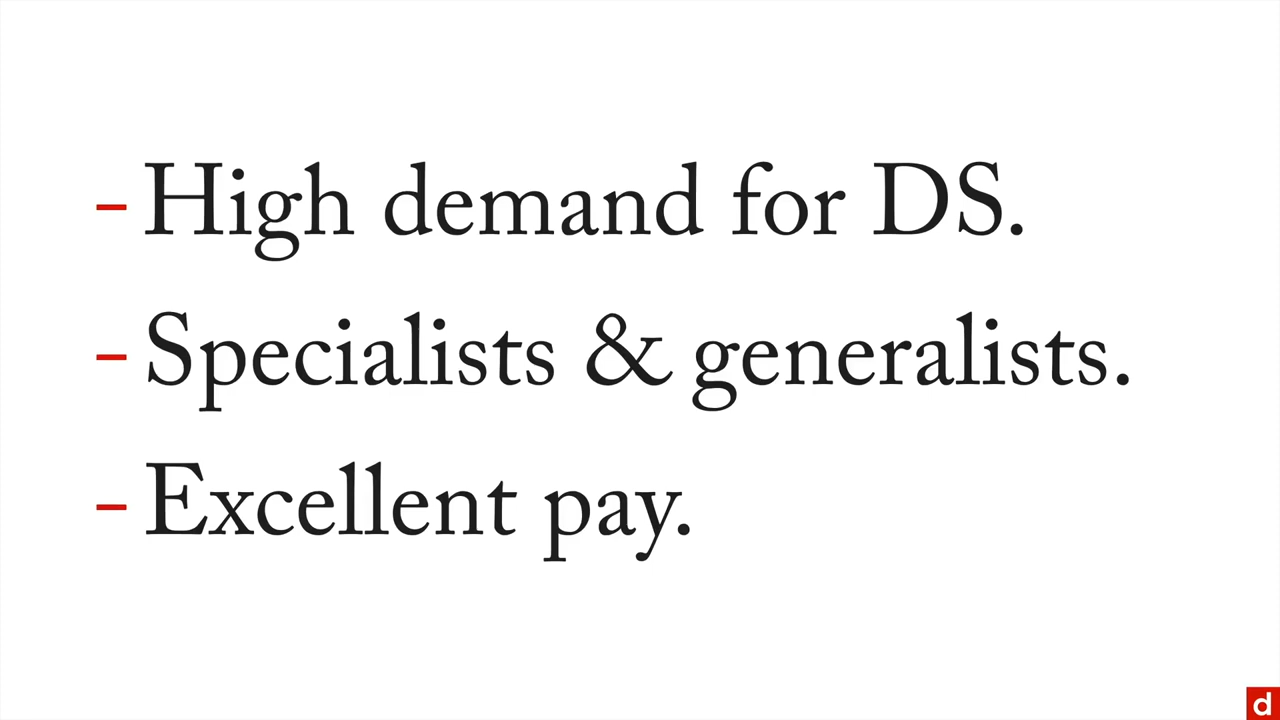 - High demand for DS.
- Specialists & generalists.
- Excellent pay.
d